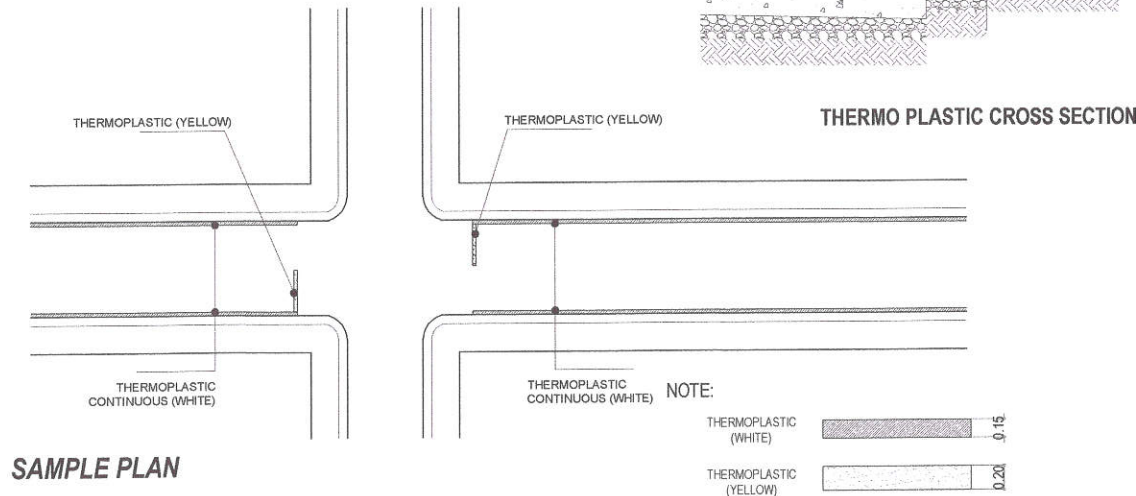 THERMO PLASTIC CROSS SECTION
THERMOPLASTIC (YELLOW)
THERMOPLASTIC (YELLOW)
THERMOPLASTIC
CONTINUOUS (WHITE)
THERMOPLASTIC
CONTINUOUS (WHITE)
NOTE:
THERMOPLASTIC
(WHITE)
0.15
THERMOPLASTIC
(YELLOW)
0.20
SAMPLE PLAN